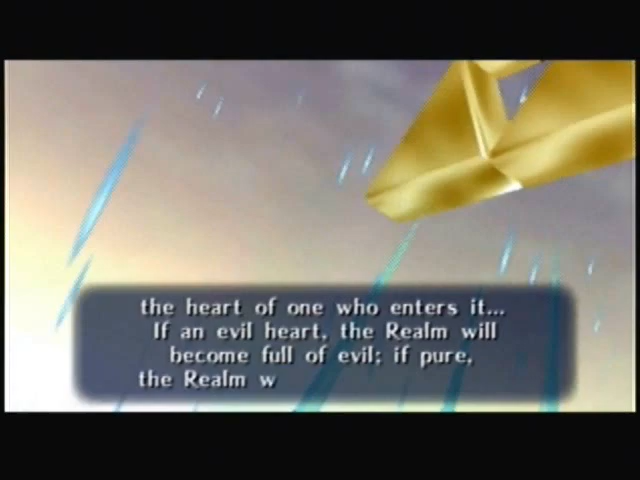 the heart of one who enters it...
If an evil heart, the Realm will
become full of evil; if pure,
the Realm w